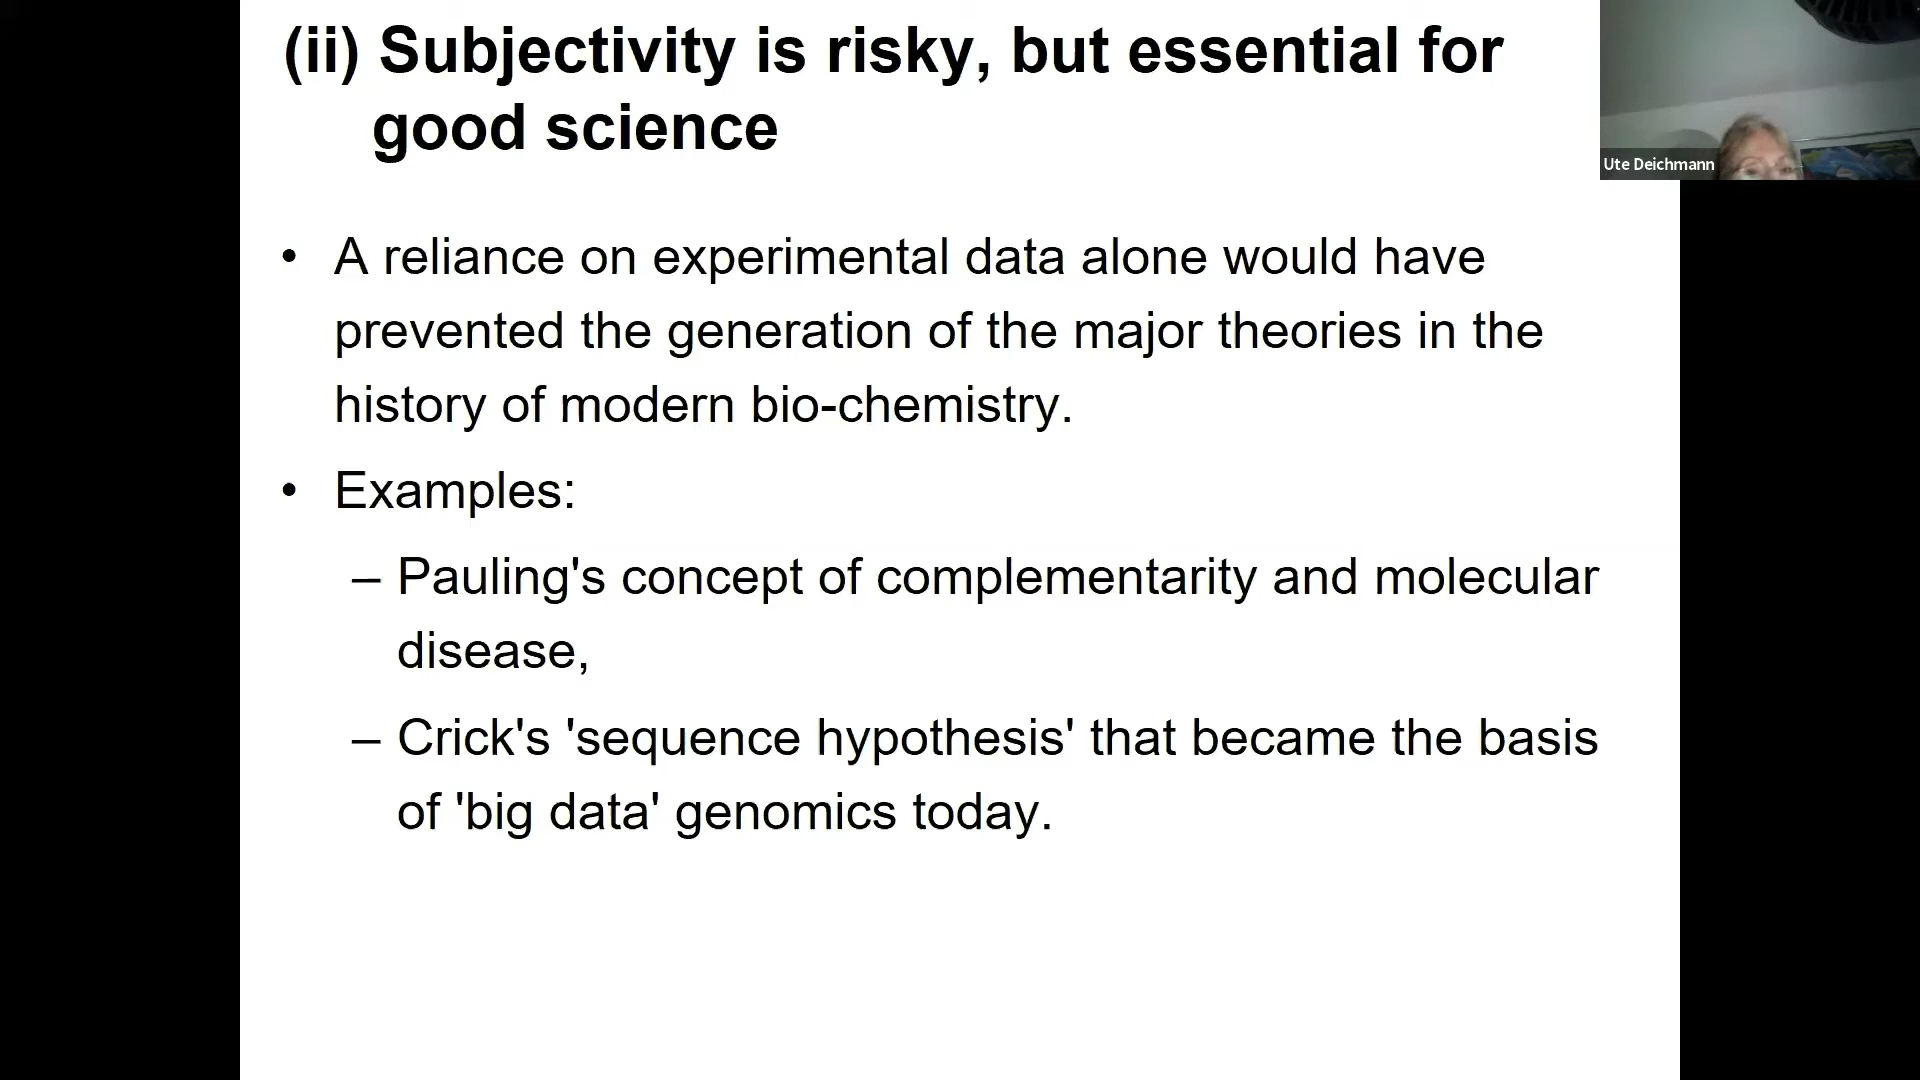 (ii) Subjectivity is risky, but essential for
good science
Ute Deichmann
• A reliance on experimental data alone would have
prevented the generation of the major theories in the
history of modern bio-chemistry.
• Examples:
– Pauling's concept of complementarity and molecular
disease,
– Crick's 'sequence hypothesis' that became the basis
of 'big data' genomics today.